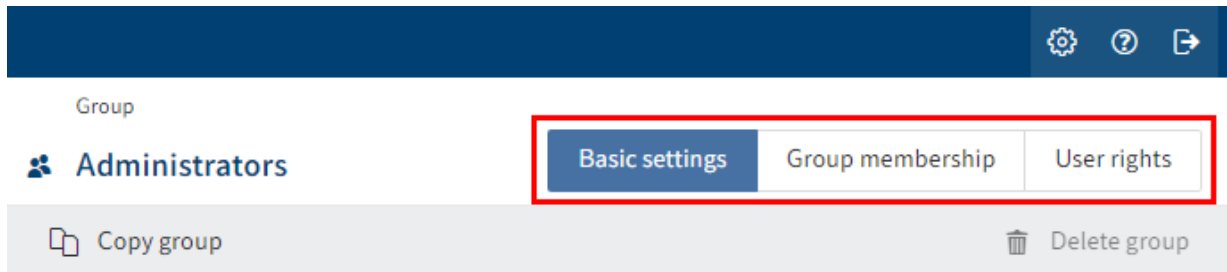 Group
Administrators
Basic settings Group membership User rights
Copy group Delete group